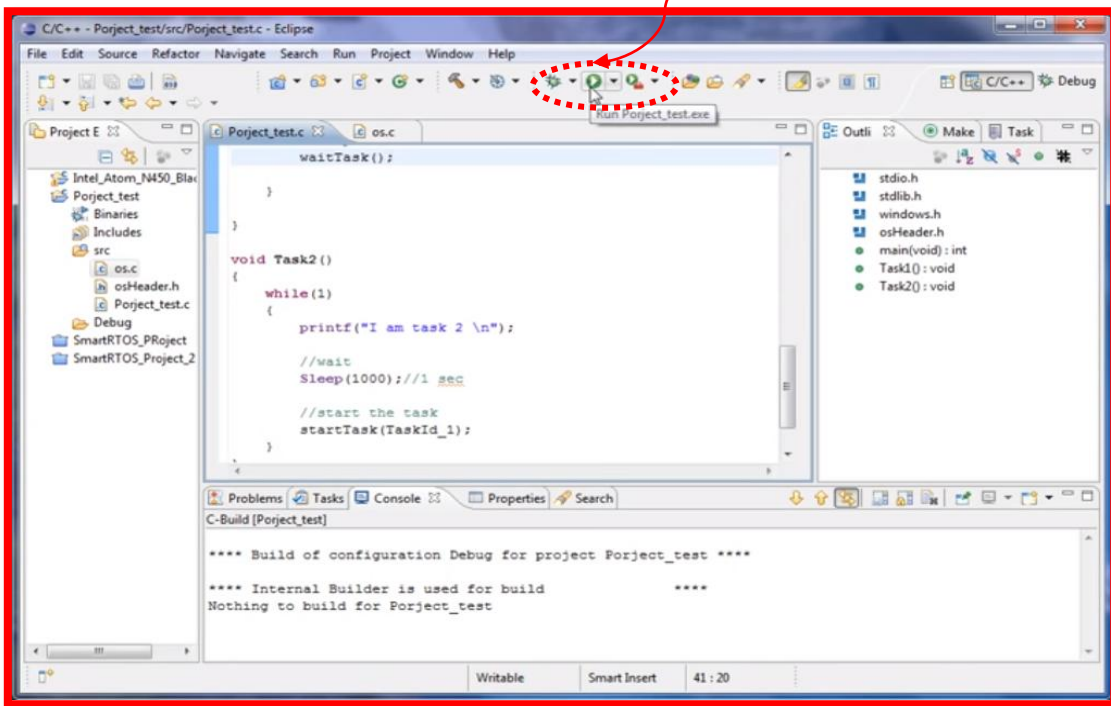 C/C++ - Porject_test/src/Porject_test.c - Eclipse
File Edit Source Refactor Navigate Search Run Project Window Help
C/C++ Debug
Run Porject_test.exe
Project E
Intel_Atom_N450_Blac
Porject_test
Binaries
Includes
src
os.c
osHeader.h
Porject_test.c
Debug
SmartRTOS_PRoject
SmartRTOS_Project_2
Porject_test.c os.c
waitTask();
}
}
void Task2()
{
while(1)
{
printf("I am task 2 \n");
//wait
Sleep(1000);//1 sec
//start the task
startTask(TaskId_1);
}
Outli Make Task
stdio.h
stdlib.h
windows.h
osHeader.h
main(void) : int
Task1() : void
Task2() : void
Problems Tasks Console Properties Search
C-Build [Porject_test]
**** Build of configuration Debug for project Porject_test ****
**** Internal Builder is used for build ****
Nothing to build for Porject_test
Writable Smart Insert 41 : 20